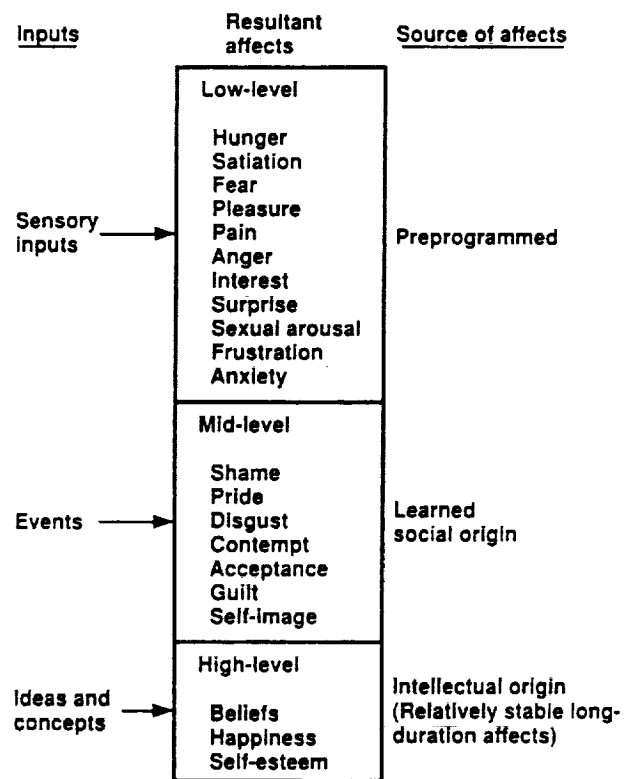 Inputs
Resultant
affects
Source of affects
Low-level
Hunger
Satiation
Fear
Pleasure
Pain
Anger
Interest
Surprise
Sexual arousal
Frustration
Anxiety
Sensory
inputs
Preprogrammed
Mid-level
Shame
Pride
Disgust
Contempt
Acceptance
Guilt
Self-image
Events
Learned
social origin
High-level
Beliefs
Happiness
Self-esteem
Ideas and
concepts
Intellectual origin
(Relatively stable long-
duration affects)